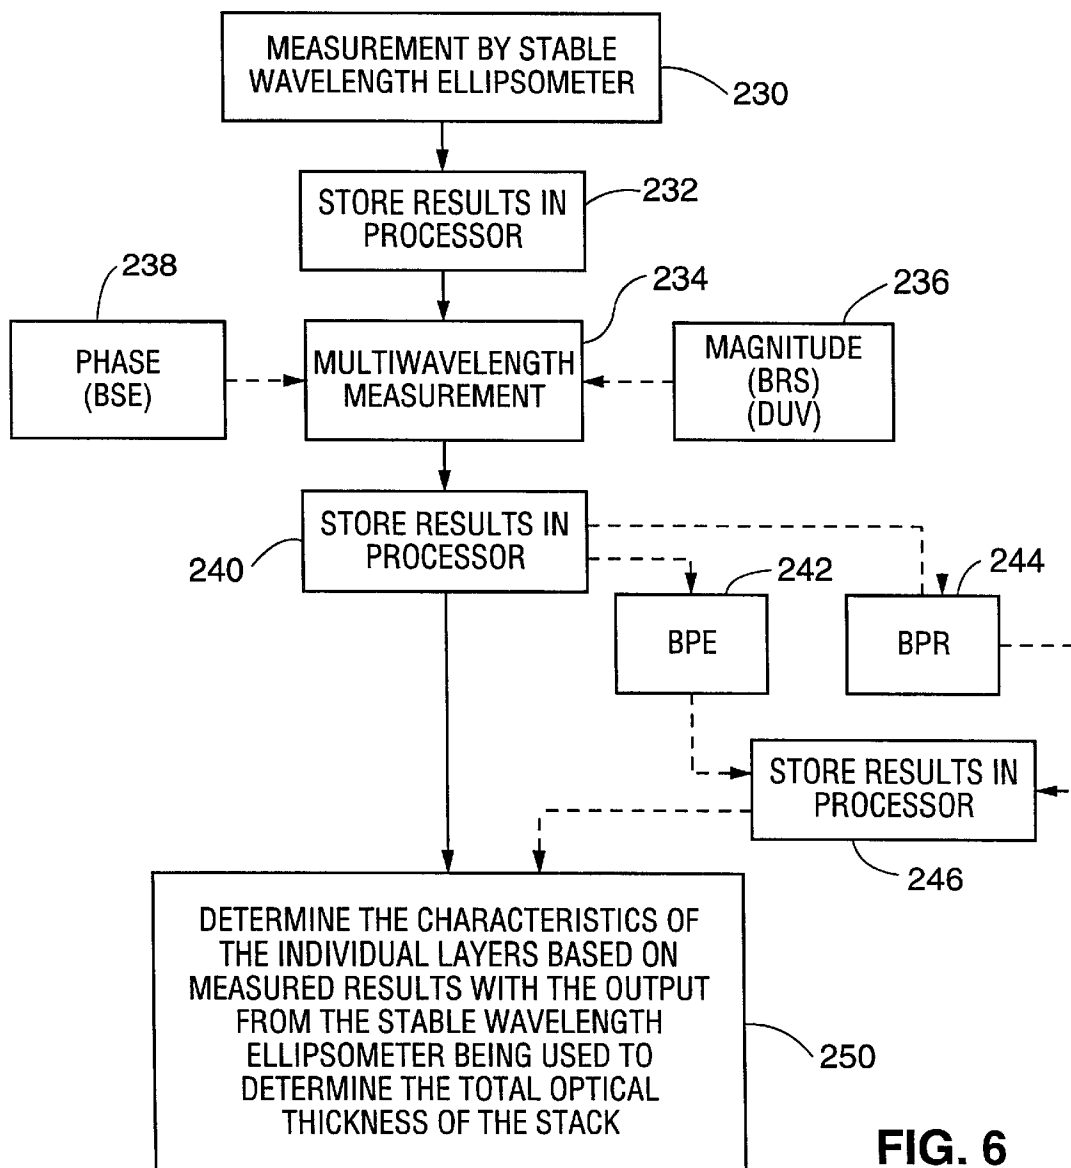 MEASUREMENT BY STABLE
WAVELENGTH ELLIPSOMETER
230
STORE RESULTS IN
PROCESSOR
232
238
234
236
PHASE
(BSE)
MULTIWAVELENGTH
MEASUREMENT
MAGNITUDE
(BRS)
(DUV)
STORE RESULTS IN
PROCESSOR
240
242
244
BPE
BPR
STORE RESULTS IN
PROCESSOR
246
DETERMINE THE CHARACTERISTICS OF
THE INDIVIDUAL LAYERS BASED ON
MEASURED RESULTS WITH THE OUTPUT
FROM THE STABLE WAVELENGTH
ELLIPSOMETER BEING USED TO
DETERMINE THE TOTAL OPTICAL
THICKNESS OF THE STACK
250
FIG. 6